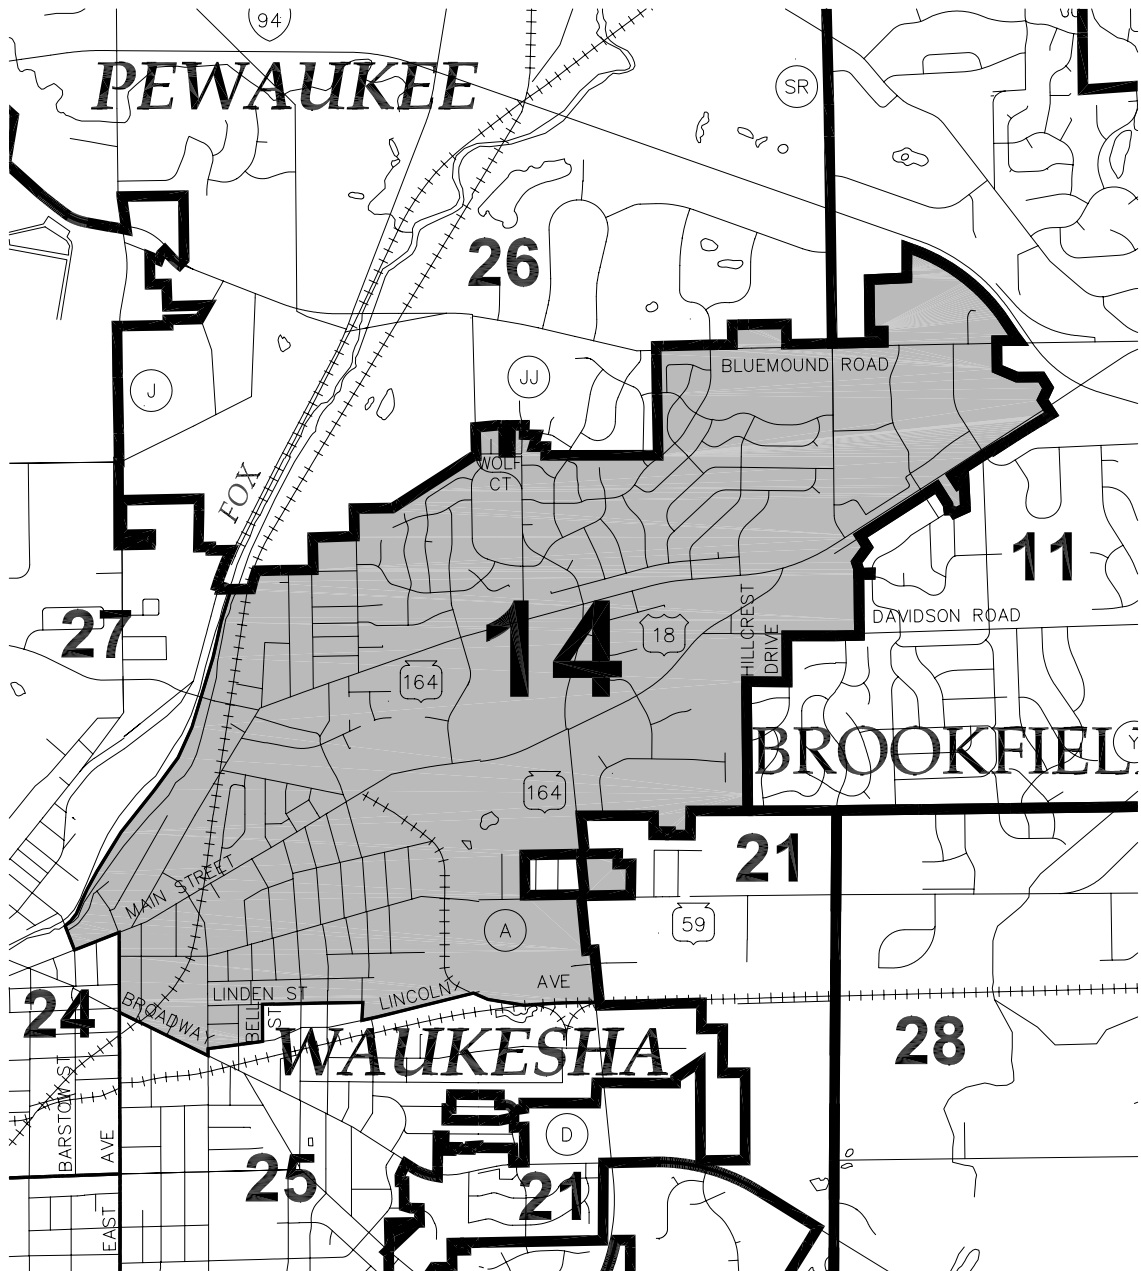 94
PEWAUKEE
SR
26
JJ
J
BLUEMOUND ROAD
WOLF
CT
FOX
11
27
14
18
HILLCREST
DRIVE
DAVIDSON ROAD
164
BROOKFIEL
Y
164
21
MAIN STREET
59
A
24
BROADWAY
LINDEN ST
BELL
ST
LINCOLN
AVE
WAUKESHA
28
BARSTOW ST
EAST AVE
D
25
21